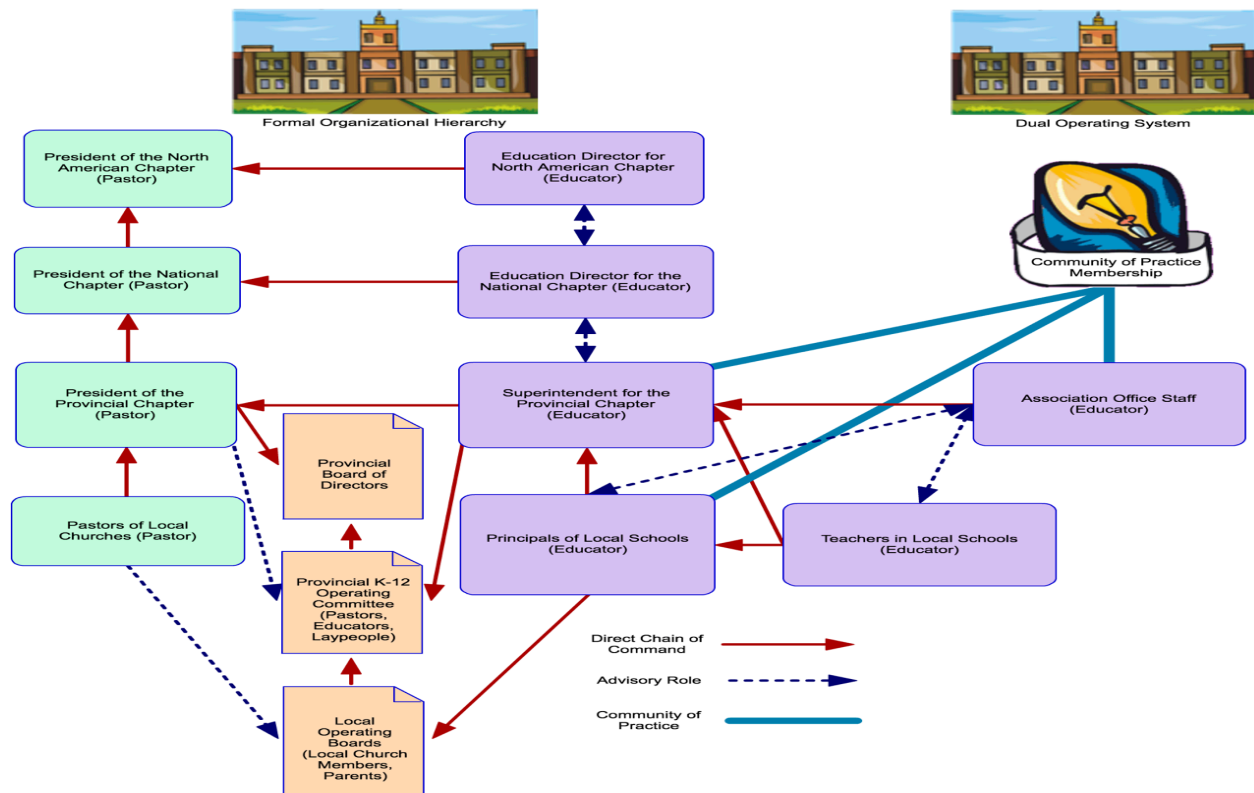 Formal Organizational Hierarchy
Dual Operating System
President of the North
American Chapter
(Pastor)
Education Director for
North American Chapter
(Educator)
Community of Practice
Membership
President of the National
Chapter (Pastor)
Education Director for the
National Chapter (Educator)
President of the
Provincial Chapter
(Pastor)
Superintendent for the
Provincial Chapter
(Educator)
Association Office Staff
(Educator)
Provincial
Board of
Directors
Pastors of Local
Churches (Pastor)
Principals of Local Schools
(Educator)
Teachers in Local Schools
(Educator)
Provincial K-12
Operating
Committee
(Pastors,
Educators,
Laypeople)
Direct Chain of
Command
Advisory Role
Community of
Practice
Local
Operating Boards
(Local Church
Members,
Parents)